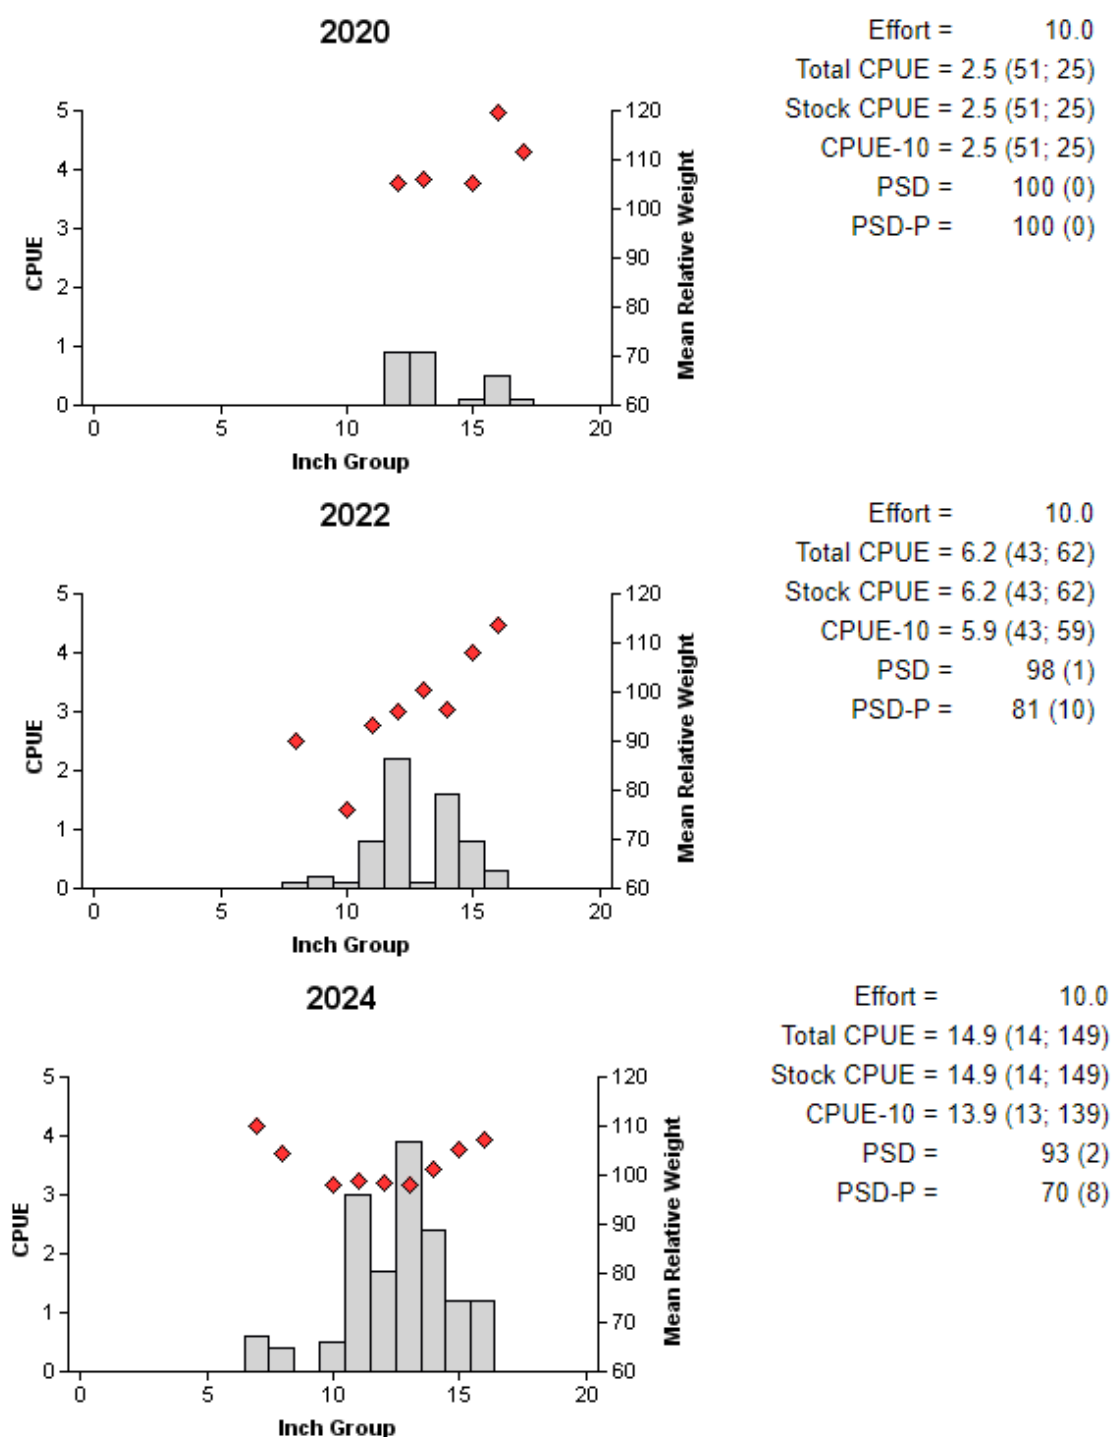 2020
Effort = 10.0
Total CPUE = 2.5 (51; 25)
Stock CPUE = 2.5 (51; 25)
CPUE-10 = 2.5 (51; 25)
PSD = 100 (0)
PSD-P = 100 (0)
5
4
3
2
1
0
CPUE
120
110
100
90
80
70
60
Mean Relative Weight
0 5 10 15 20
Inch Group
2022
Effort = 10.0
Total CPUE = 6.2 (43; 62)
Stock CPUE = 6.2 (43; 62)
CPUE-10 = 5.9 (43; 59)
PSD = 98 (1)
PSD-P = 81 (10)
5
4
3
2
1
0
CPUE
120
110
100
90
80
70
60
Mean Relative Weight
0 5 10 15 20
Inch Group
2024
Effort = 10.0
Total CPUE = 14.9 (14; 149)
Stock CPUE = 14.9 (14; 149)
CPUE-10 = 13.9 (13; 139)
PSD = 93 (2)
PSD-P = 70 (8)
5
4
3
2
1
0
CPUE
120
110
100
90
80
70
60
Mean Relative Weight
0 5 10 15 20
Inch Group